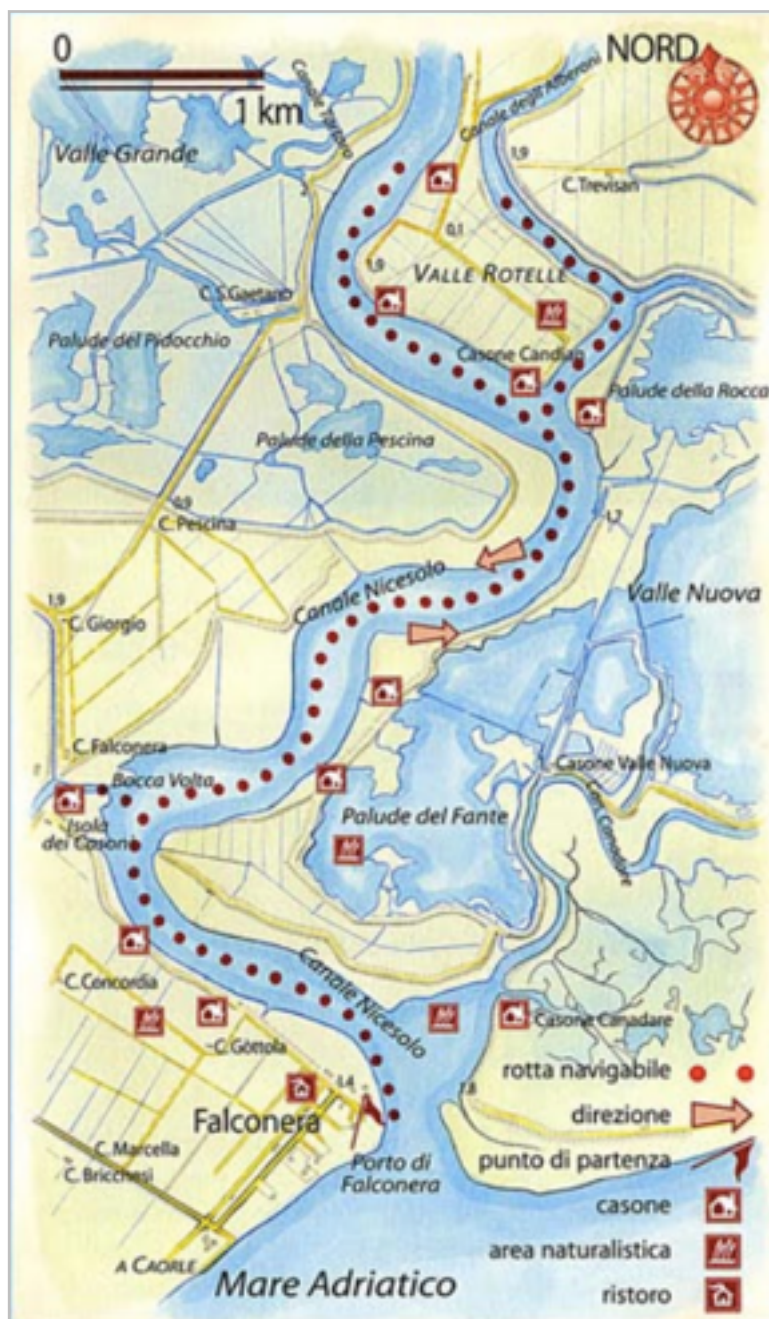 0
1 km
NORD
Canale Tartaro
Canale degli Alberoni
Valle Grande
1,9
C. Trevisan
0,1
1,9
VALLE ROTELLE
C.S.Gaetano
Palude del Pidocchio
Casone Candian
Palude della Rocca
Palude della Pescina
0,9
C. Pescina
1,7
Canale Nicesolo
Valle Nuova
1,9
C. Giorgio
C. Falconera
Bocca Volta
Casone Valle Nuova
Isola
dei Casoni
Palude del Fante
Can. Canadare
Canale Nicesolo
C. Concordia
Casone Canadare
C. Gottola
rotta navigabile
1,8
direzione
Falconera
C. Marcella
C. Bricchesi
Porto di
Falconera
punto di partenza
casone
A CAORLE
area naturalistica
Mare Adriatico
ristoro